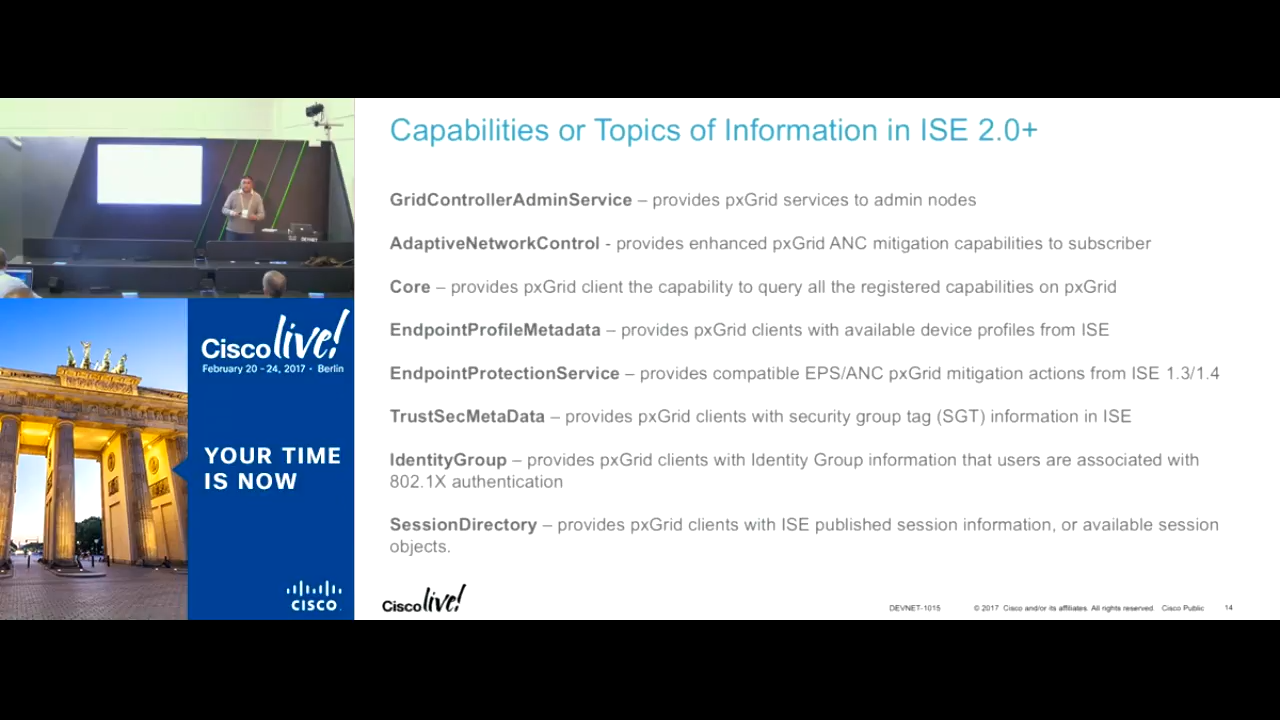 Capabilities or Topics of Information in ISE 2.0+
GridControllerAdminService – provides pxGrid services to admin nodes
AdaptiveNetworkControl - provides enhanced pxGrid ANC mitigation capabilities to subscriber
Core – provides pxGrid client the capability to query all the registered capabilities on pxGrid
EndpointProfileMetadata – provides pxGrid clients with available device profiles from ISE
EndpointProtectionService – provides compatible EPS/ANC pxGrid mitigation actions from ISE 1.3/1.4
TrustSecMetaData – provides pxGrid clients with security group tag (SGT) information in ISE
IdentityGroup – provides pxGrid clients with Identity Group information that users are associated with
802.1X authentication
SessionDirectory – provides pxGrid clients with ISE published session information, or available session
objects.
Cisco live!
DEVNET-1015 © 2017 Cisco and/or its affiliates. All rights reserved. Cisco Public 14
DEVNET
Cisco live!
February 20 - 24, 2017 • Berlin
YOUR TIME
IS NOW
CISCO